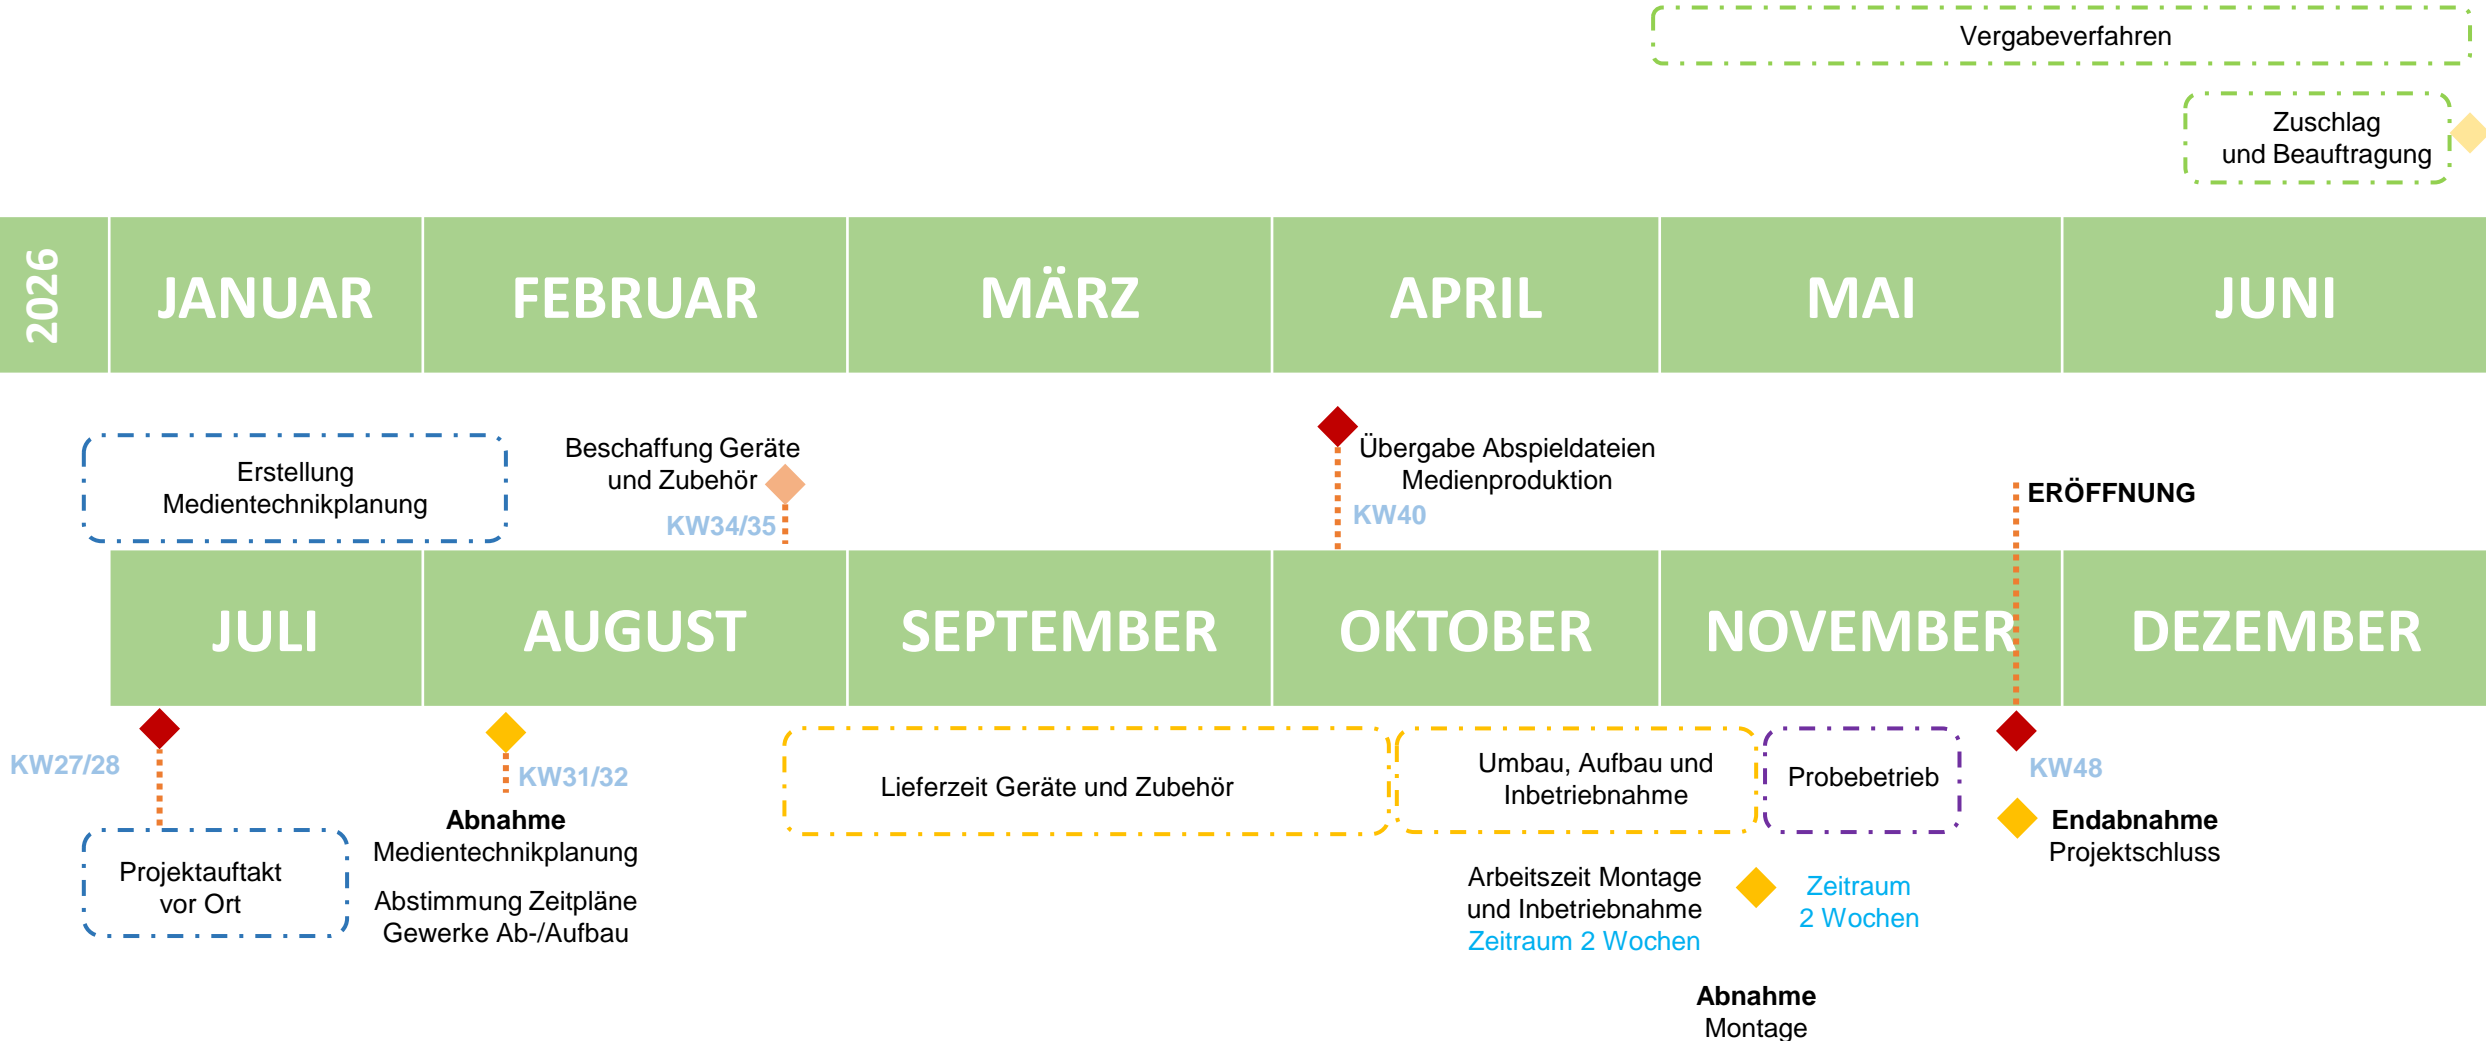 Vergabeverfahren
Zuschlag
und Beauftragung
2026
JANUAR
FEBRUAR
MÄRZ
APRIL
MAI
JUNI
Erstellung
Medientechnikplanung
Beschaffung Geräte
und Zubehör
KW34/35
Übergabe Abspieldateien
Medienproduktion
KW40
ERÖFFNUNG
JULI
AUGUST
SEPTEMBER
OKTOBER
NOVEMBER
DEZEMBER
KW27/28
Projektauftakt
vor Ort
KW31/32
Abnahme
Medientechnikplanung
Abstimmung Zeitpläne
Gewerke Ab-/Aufbau
Lieferzeit Geräte und Zubehör
Umbau, Aufbau und
Inbetriebnahme
Arbeitszeit Montage
und Inbetriebnahme
Zeitraum 2 Wochen
Abnahme
Montage
Probebetrieb
Zeitraum
2 Wochen
KW48
Endabnahme
Projektschluss